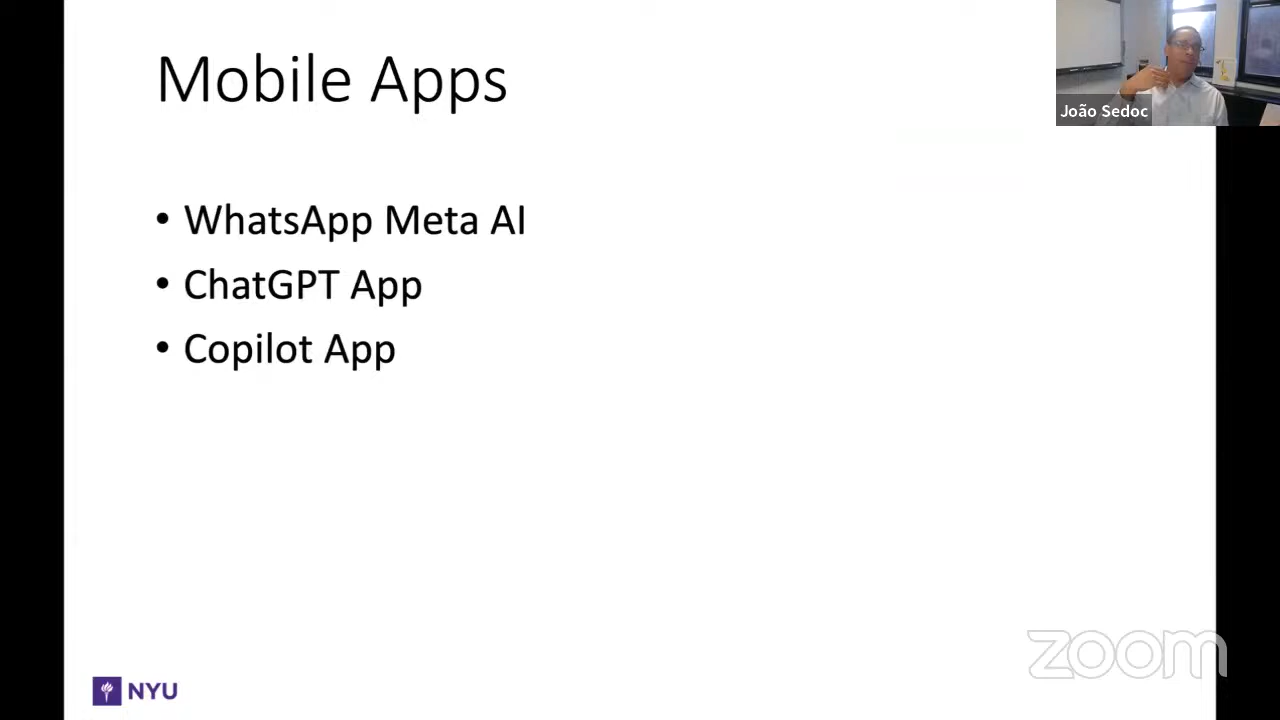 Mobile Apps
João Sedoc
• WhatsApp Meta AI
• ChatGPT App
• Copilot App
zoom
NYU